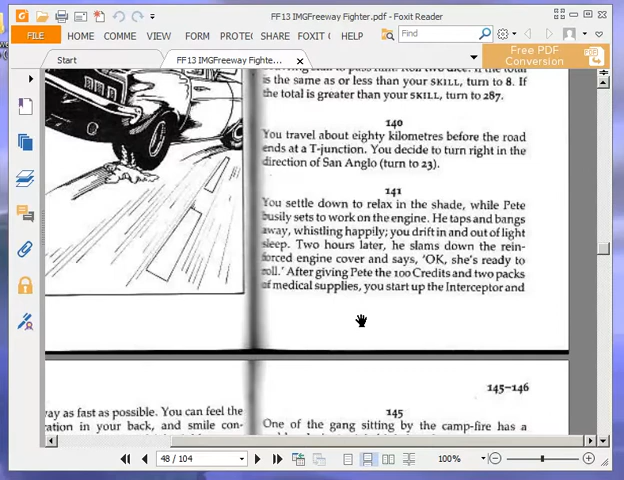 FF13 IMGFreeway Fighter.pdf - Foxit Reader
FILE HOME COMMENT VIEW FORM PROTE SHARE FOXIT C HELP
Find
Start
FF13 IMGFreeway Fighte...
Free PDF
Conversion
is the same as or less than your SKILL, turn to 8. If
the total is greater than your SKILL, turn to 287.
140
You travel about eighty kilometres before the road
ends at a T-junction. You decide to turn right in the
direction of San Anglo (turn to 23).
141
You settle down to relax in the shade, while Pete
busily sets to work on the engine. He taps and bangs
away, whistling happily; you drift in and out of light
sleep. Two hours later, he slams down the rein-
forced engine cover and says, 'OK, she's ready to
roll.' After giving Pete the 100 Credits and two packs
of medical supplies, you start up the Interceptor and
145–146
way as fast as possible. You can feel the
ration in your back, and smile con-
145
One of the gang sitting by the camp-fire has a
48 / 104
100%